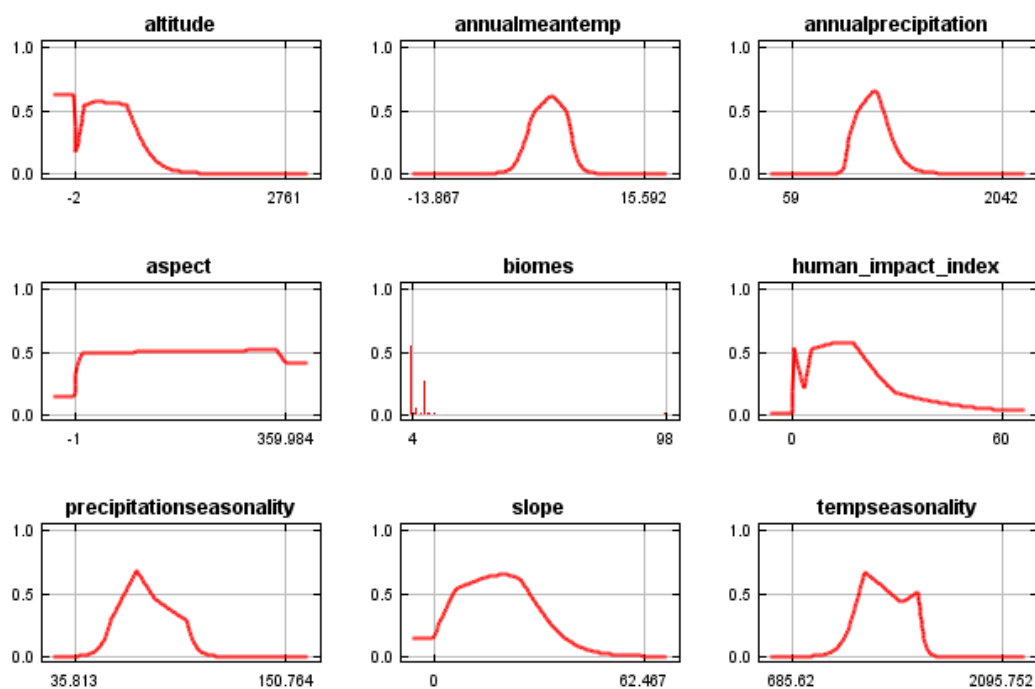 altitude annualmeantemp annualprecipitation
1.0 1.0 1.0
0.5 0.5 0.5
0.0 0.0 0.0
-2 2761 -13.867 15.592 59 2042
aspect biomes human_impact_index
1.0 1.0 1.0
0.5 0.5 0.5
0.0 0.0 0.0
-1 359.984 4 98 0 60
precipitationseasonality slope tempseasonality
1.0 1.0 1.0
0.5 0.5 0.5
0.0 0.0 0.0
35.813 150.764 0 62.467 685.62 2095.752